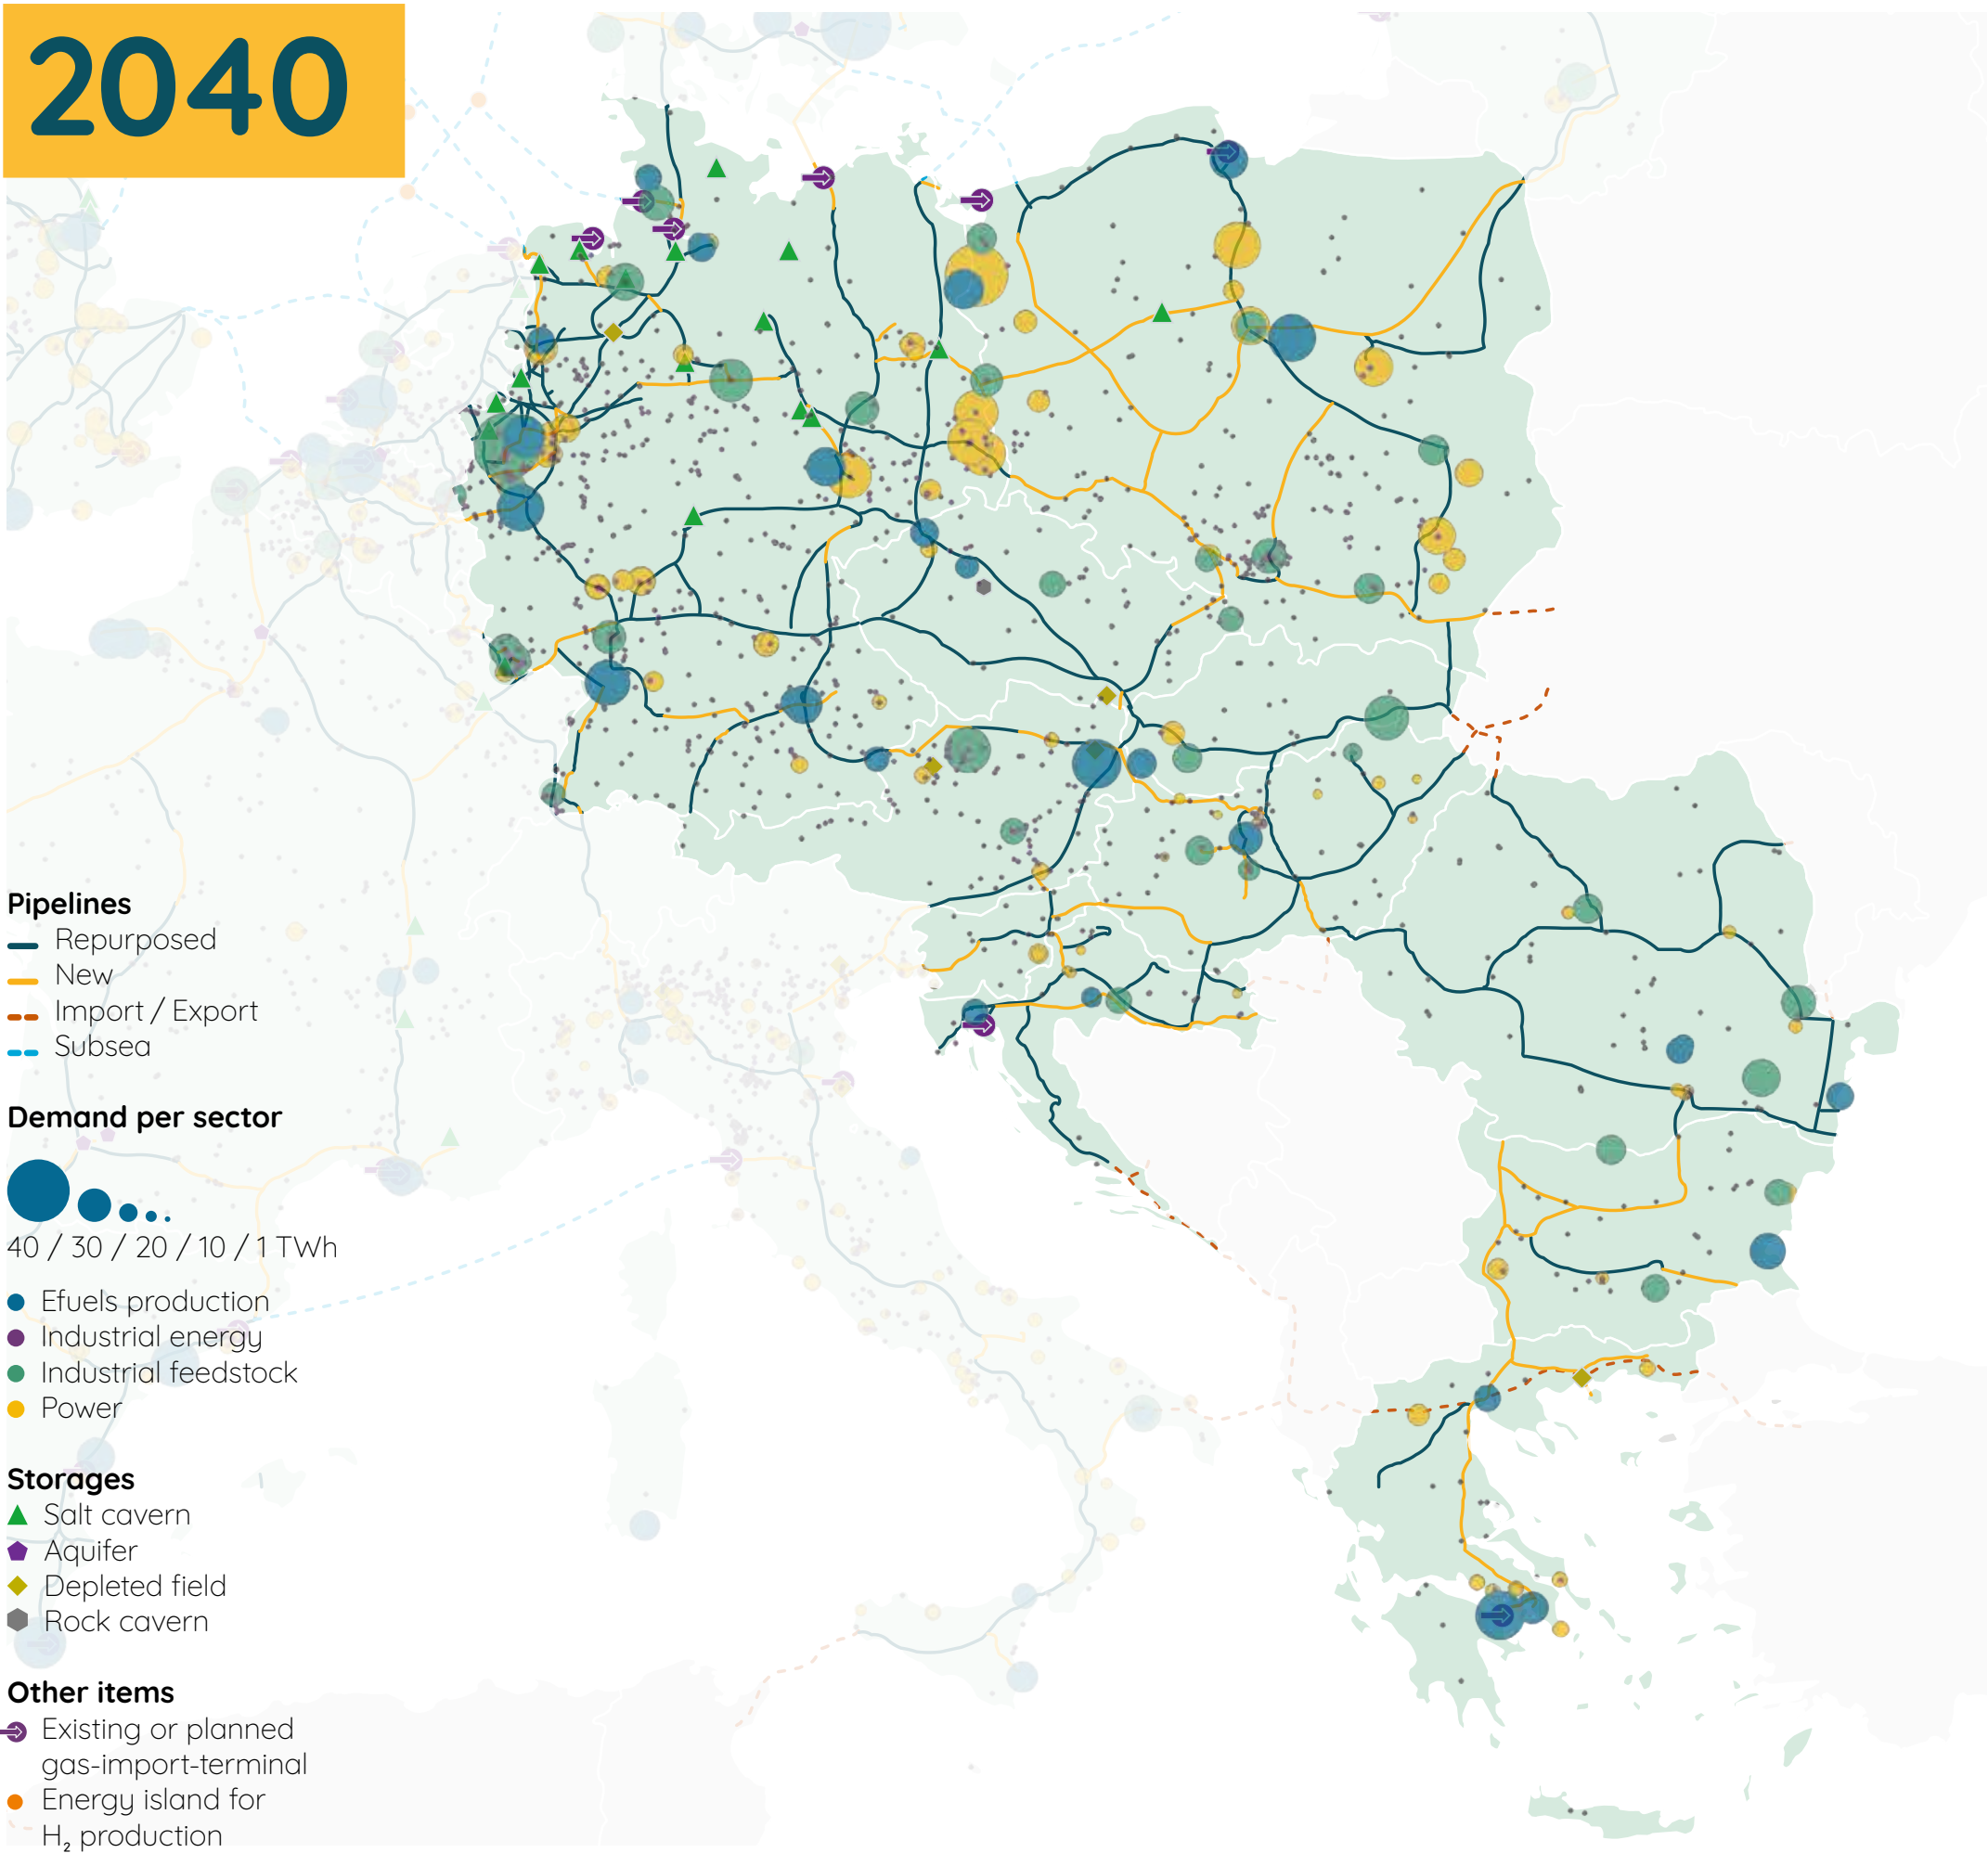 2040
Pipelines
Repurposed
New
Import / Export
Subsea
Demand per sector
40 / 30 / 20 / 10 / 1 TWh
Efuels production
Industrial energy
Industrial feedstock
Power
Storages
Salt cavern
Aquifer
Depleted field
Rock cavern
Other items
Existing or planned
gas-import-terminal
Energy island for
H₂ production